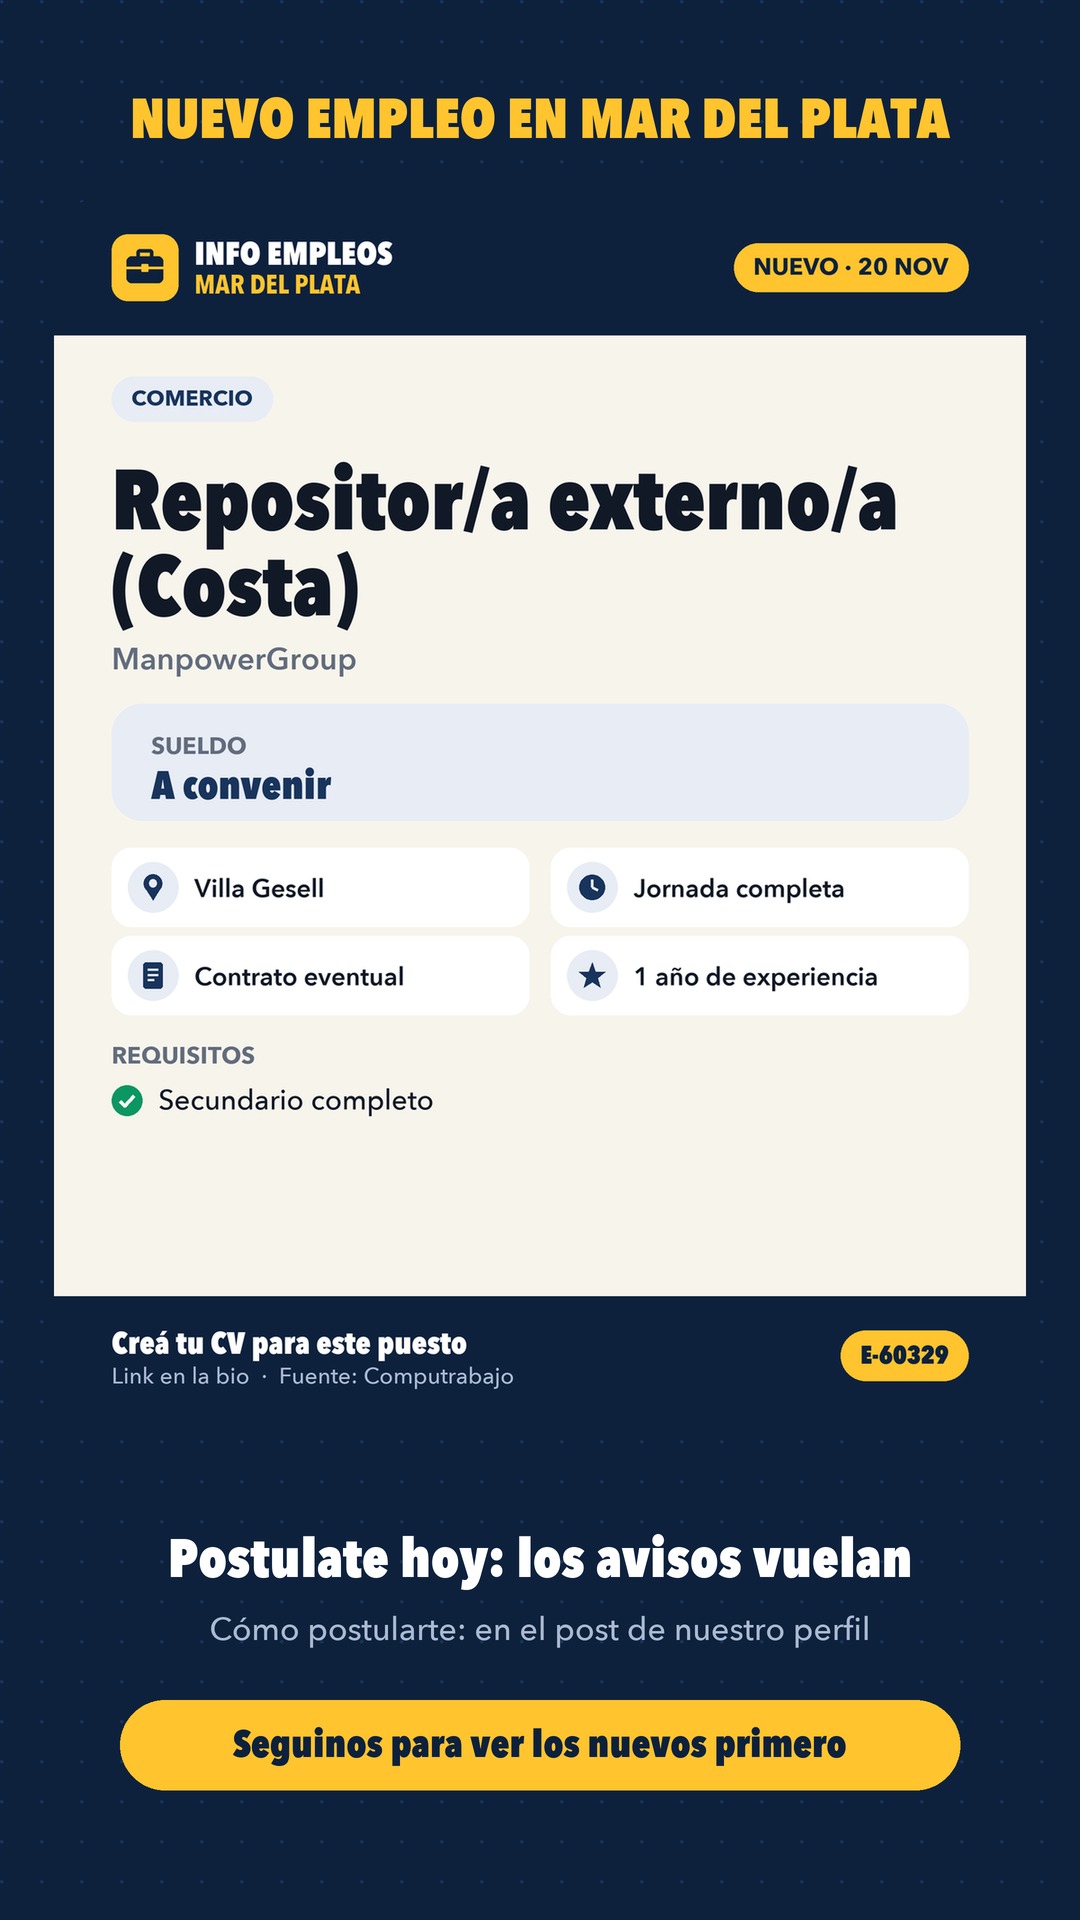 NUEVO EMPLEO EN MAR DEL PLATA
INFO EMPLEOS
MAR DEL PLATA
NUEVO · 20 NOV
COMERCIO
Repositor/a externo/a
(Costa)
ManpowerGroup
SUELDO
A convenir
Villa Gesell
Jornada completa
Contrato eventual
1 año de experiencia
REQUISITOS
Secundario completo
Creá tu CV para este puesto
Link en la bio · Fuente: Computrabajo
E-60329
Postulate hoy: los avisos vuelan
Cómo postularte: en el post de nuestro perfil
Seguinos para ver los nuevos primero